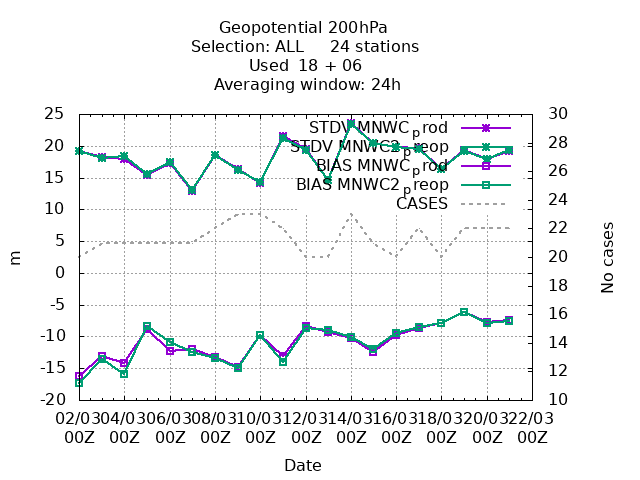 Geopotential 200hPa
Selection: ALL     24 stations
Used  18 + 06
Averaging window: 24h
25
20
15
10
5
0
-5
-10
-15
-20
30
28
26
24
22
20
18
16
14
12
10
STDV MNWC_prod
STDV MNWC2_preop
BIAS MNWC_prod
BIAS MNWC2_preop
CASES
m
No cases
02/03 04/03 06/03 08/03 10/03 12/03 14/03 16/03 18/03 20/03 22/03
00Z 00Z 00Z 00Z 00Z 00Z 00Z 00Z 00Z 00Z 00Z
Date